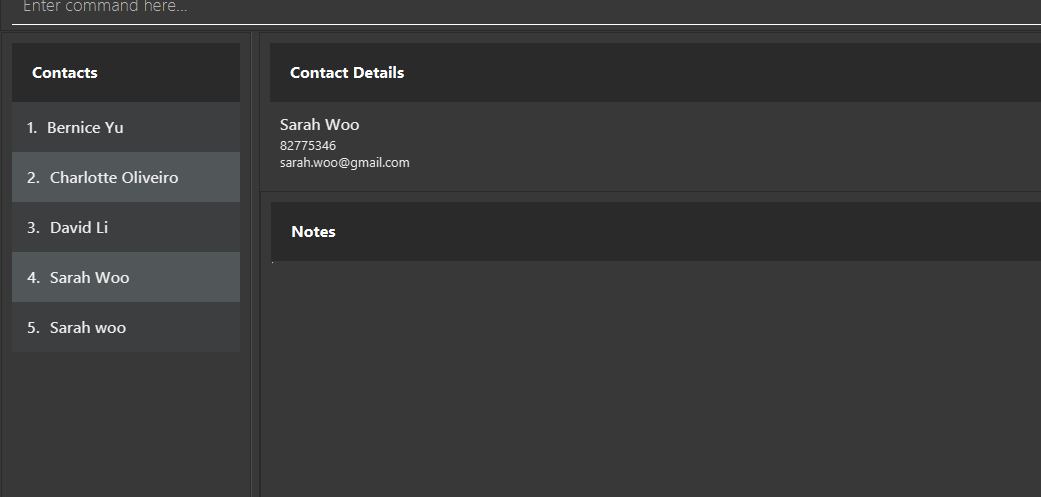 Enter command here...
Contacts
1. Bernice Yu
2. Charlotte Oliveiro
3. David Li
4. Sarah Woo
5. Sarah woo
Contact Details
Sarah Woo
82775346
sarah.woo@gmail.com
Notes